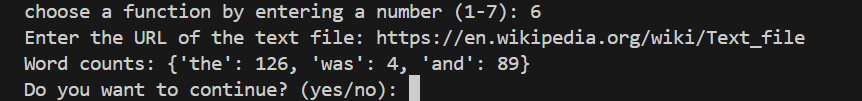 choose a function by entering a number (1-7): 6
Enter the URL of the text file: https://en.wikipedia.org/wiki/Text_file
Word counts: {'the': 126, 'was': 4, 'and': 89}
Do you want to continue? (yes/no):